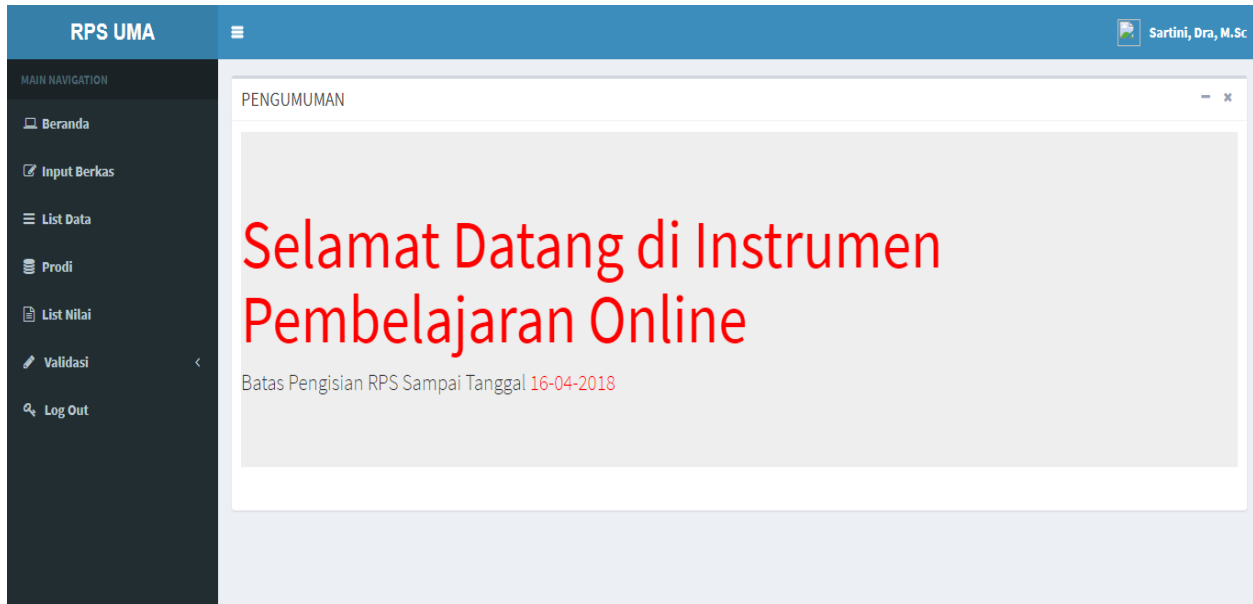 RPS UMA
Sartini, Dra, M.Sc
MAIN NAVIGATION
Beranda
Input Berkas
List Data
Prodi
List Nilai
Validasi
Log Out
PENGUMUMAN
Selamat Datang di Instrumen
Pembelajaran Online
Batas Pengisian RPS Sampai Tanggal 16-04-2018